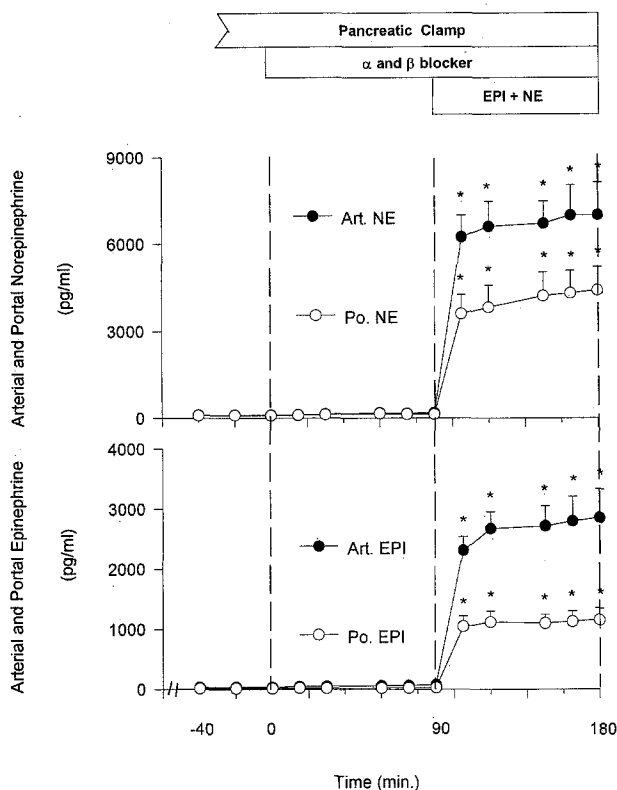 Pancreatic Clamp
α and β blocker
EPI + NE
Arterial and Portal Norepinephrine
(pg/ml)
9000
6000
3000
0
* * * * *
Art. NE
* * * * *
Po. NE
Arterial and Portal Epinephrine
(pg/ml)
4000
3000
2000
1000
0
* * * * *
Art. EPI
* * * * *
Po. EPI
-40 0 90 180
Time (min.)